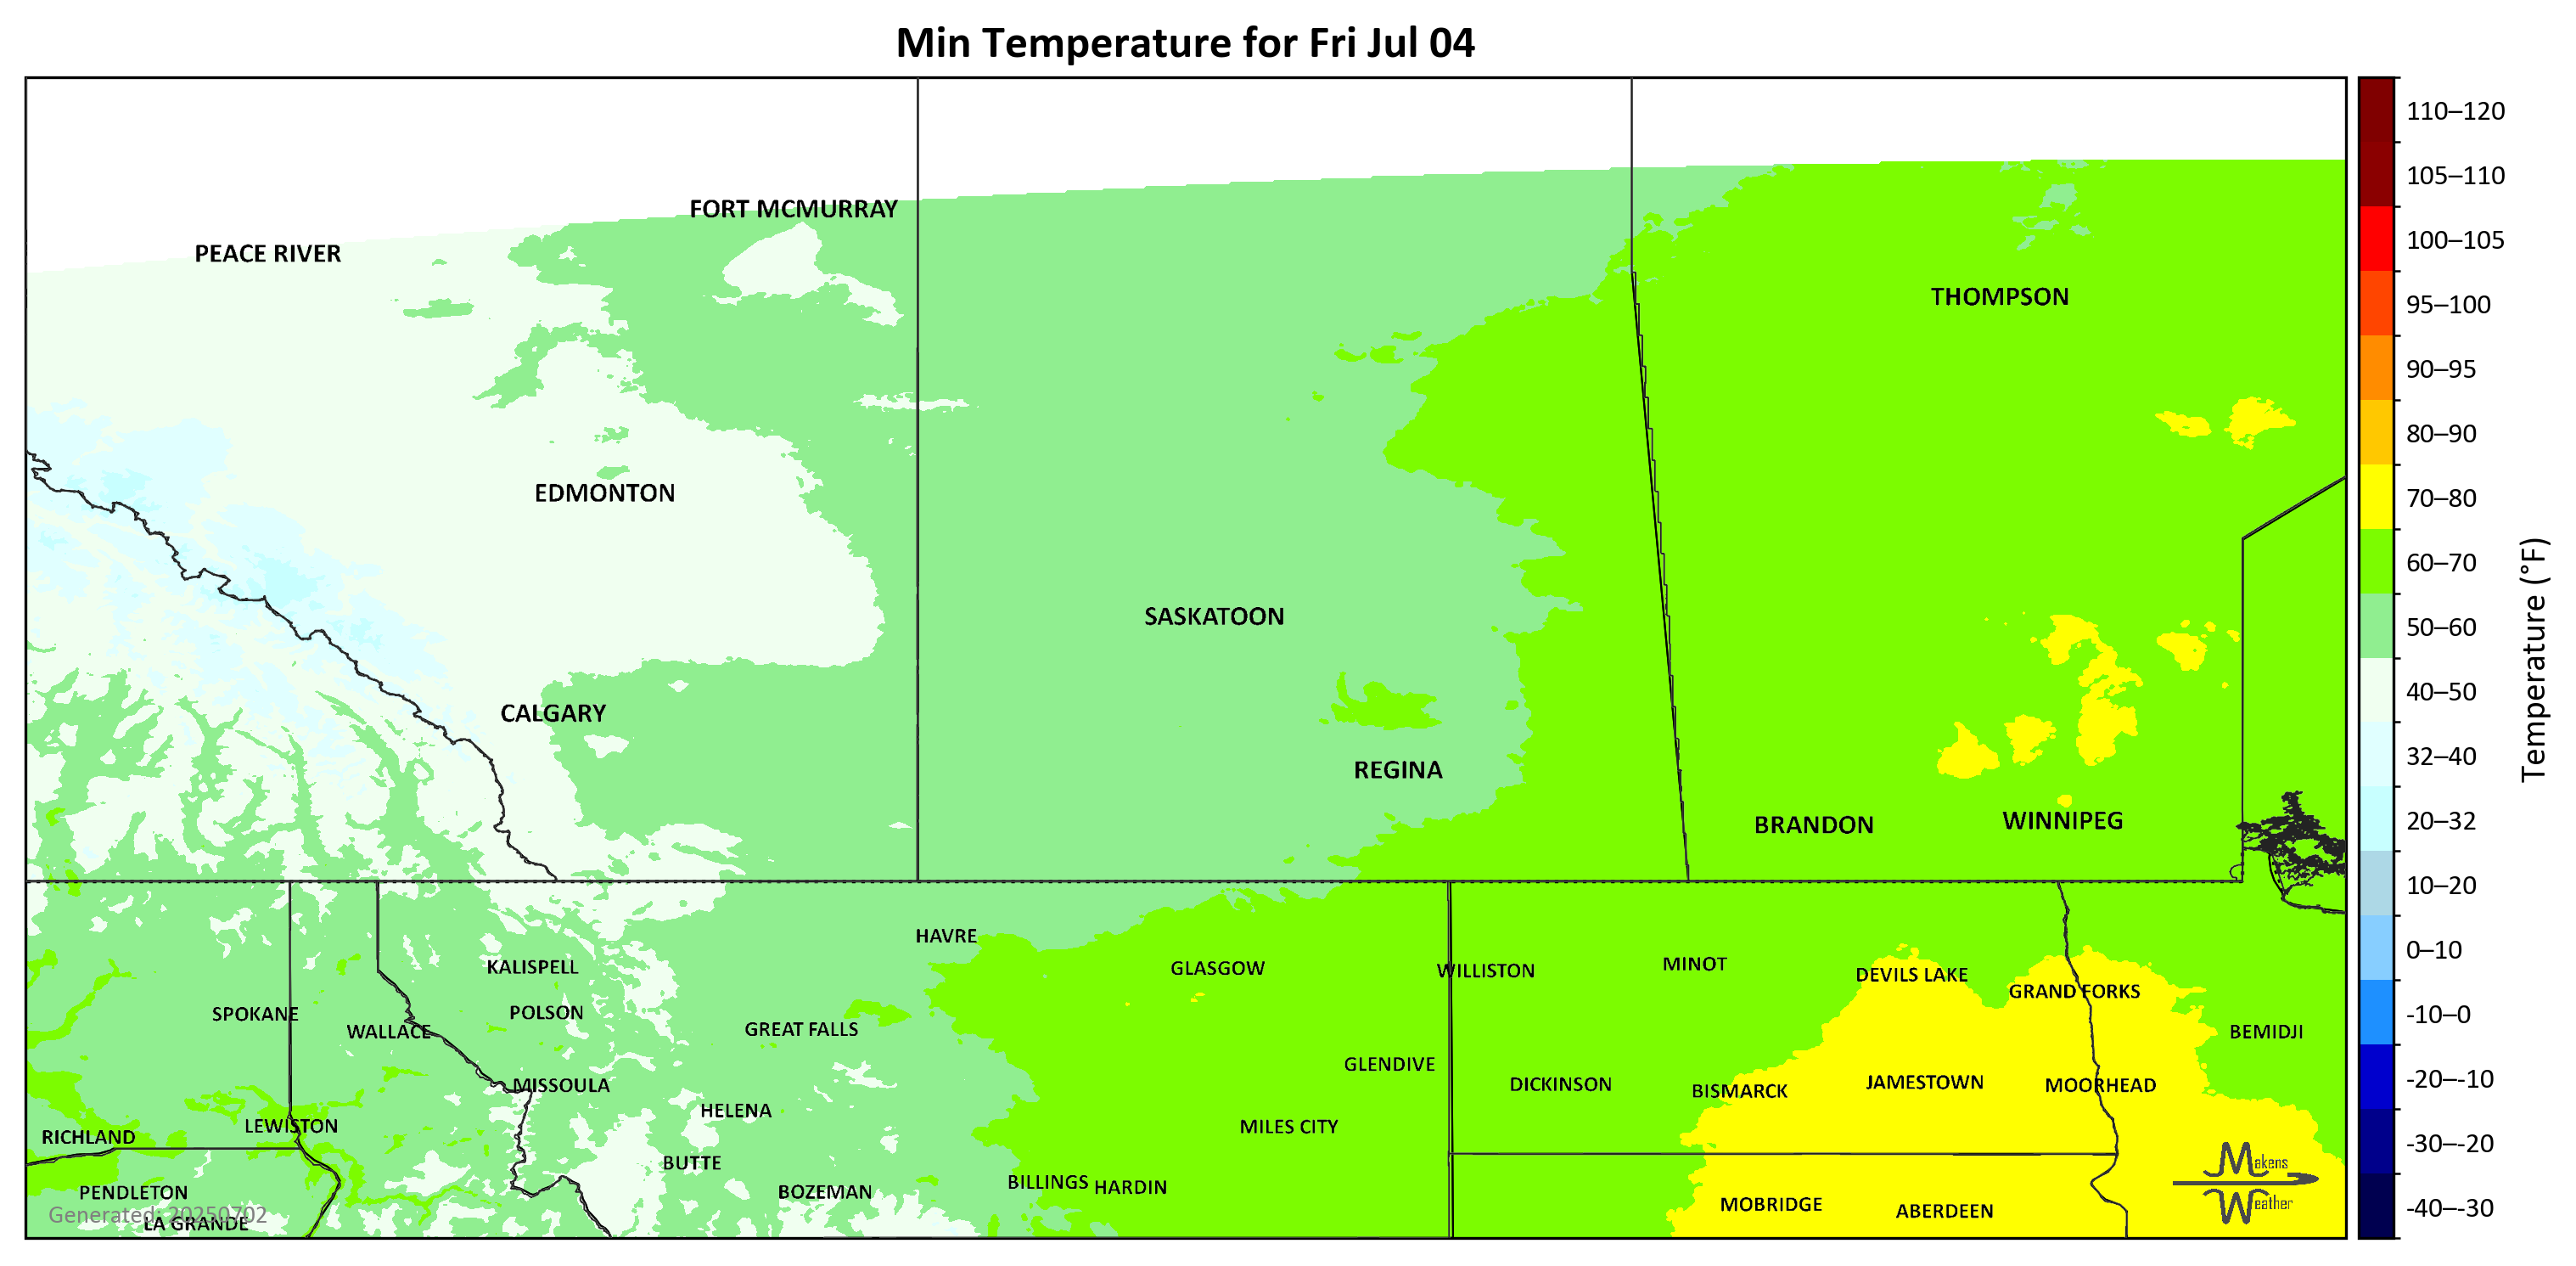 Min Temperature for Fri Jul 04
FORT MCMURRAY
PEACE RIVER
THOMPSON
EDMONTON
SASKATOON
CALGARY
REGINA
BRANDON
WINNIPEG
HAVRE
KALISPELL
GLASGOW
WILLISTON
MINOT
DEVILS LAKE
GRAND FORKS
SPOKANE
POLSON
WALLACE
GREAT FALLS
BEMIDJI
GLENDIVE
MISSOULA
DICKINSON
BISMARCK
JAMESTOWN
MOORHEAD
HELENA
LEWISTON
MILES CITY
RICHLAND
BUTTE
PENDLETON
BOZEMAN
BILLINGS
HARDIN
MOBRIDGE
ABERDEEN
Generated: 20250702
LA GRANDE
Makens
Weather
110–120
105–110
100–105
95–100
90–95
80–90
70–80
60–70
50–60
40–50
32–40
20–32
10–20
0–10
-10–0
-20–-10
-30–-20
-40–-30
Temperature (°F)